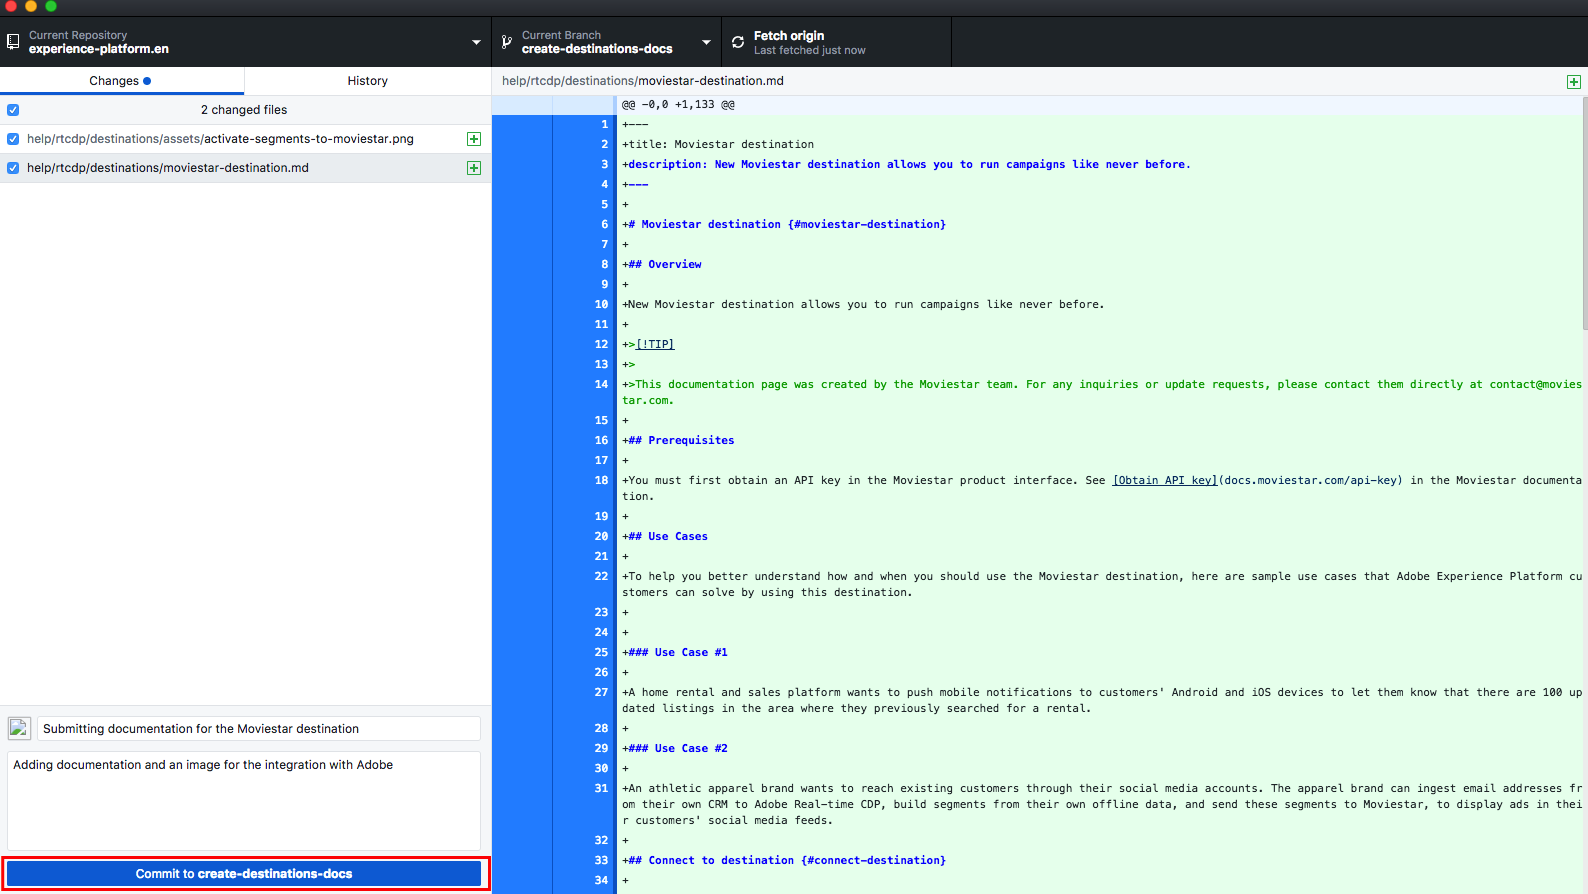 Current Repository
experience-platform.en
Current Branch
create-destinations-docs
Fetch origin
Last fetched just now
Changes
History
2 changed files
help/rtcdp/destinations/assets/activate-segments-to-moviestar.png
help/rtcdp/destinations/moviestar-destination.md
Submitting documentation for the Moviestar destination
Adding documentation and an image for the integration with Adobe
Commit to create-destinations-docs
help/rtcdp/destinations/moviestar-destination.md
@@ -0,0 +1,133 @@
1 +---
2 +title: Moviestar destination
3 +description: New Moviestar destination allows you to run campaigns like never before.
4 +---
5 +
6 +# Moviestar destination {#moviestar-destination}
7 +
8 +## Overview
9 +
10 +New Moviestar destination allows you to run campaigns like never before.
11 +
12 +>[!TIP]
13 +>
14 +>This documentation page was created by the Moviestar team. For any inquiries or update requests, please contact them directly at contact@movies
tar.com.
15 +
16 +## Prerequisites
17 +
18 +You must first obtain an API key in the Moviestar product interface. See [Obtain API key](docs.moviestar.com/api-key) in the Moviestar documenta
tion.
19 +
20 +## Use Cases
21 +
22 +To help you better understand how and when you should use the Moviestar destination, here are sample use cases that Adobe Experience Platform cu
stomers can solve by using this destination.
23 +
24 +
25 +### Use Case #1
26 +
27 +A home rental and sales platform wants to push mobile notifications to customers' Android and iOS devices to let them know that there are 100 up
dated listings in the area where they previously searched for a rental.
28 +
29 +### Use Case #2
30 +
31 +An athletic apparel brand wants to reach existing customers through their social media accounts. The apparel brand can ingest email addresses fr
om their own CRM to Adobe Real-time CDP, build segments from their own offline data, and send these segments to Moviestar, to display ads in thei
r customers' social media feeds.
32 +
33 +## Connect to destination {#connect-destination}
34 +